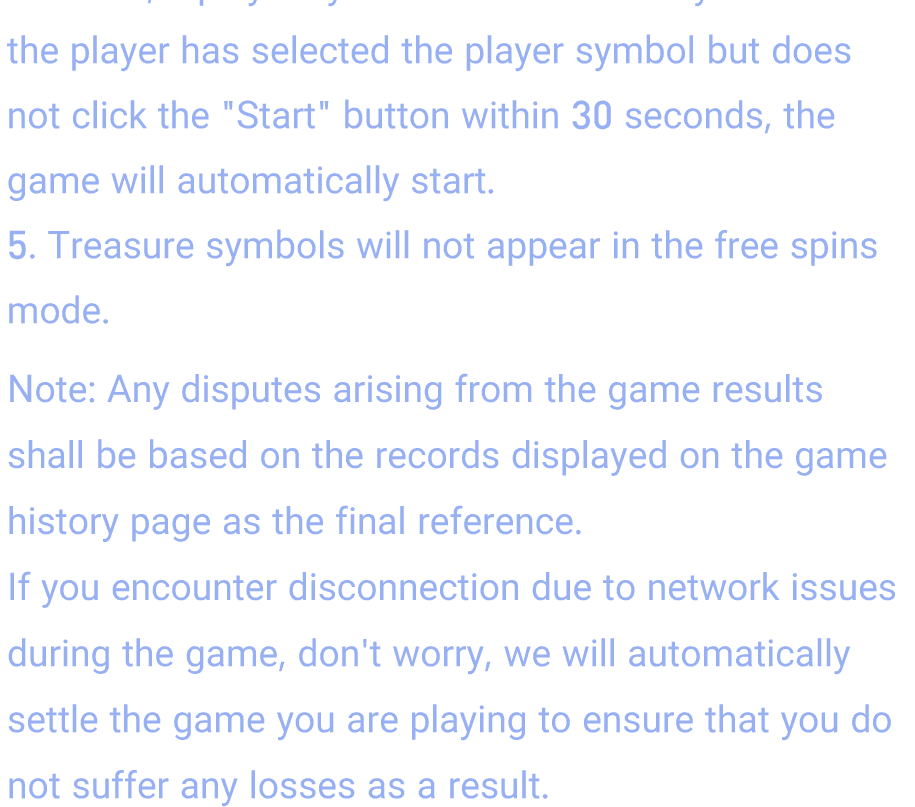 the player has selected the player symbol but does
not click the "Start" button within 30 seconds, the
game will automatically start.
5. Treasure symbols will not appear in the free spins
mode.
Note: Any disputes arising from the game results
shall be based on the records displayed on the game
history page as the final reference.
If you encounter disconnection due to network issues
during the game, don't worry, we will automatically
settle the game you are playing to ensure that you do
not suffer any losses as a result.